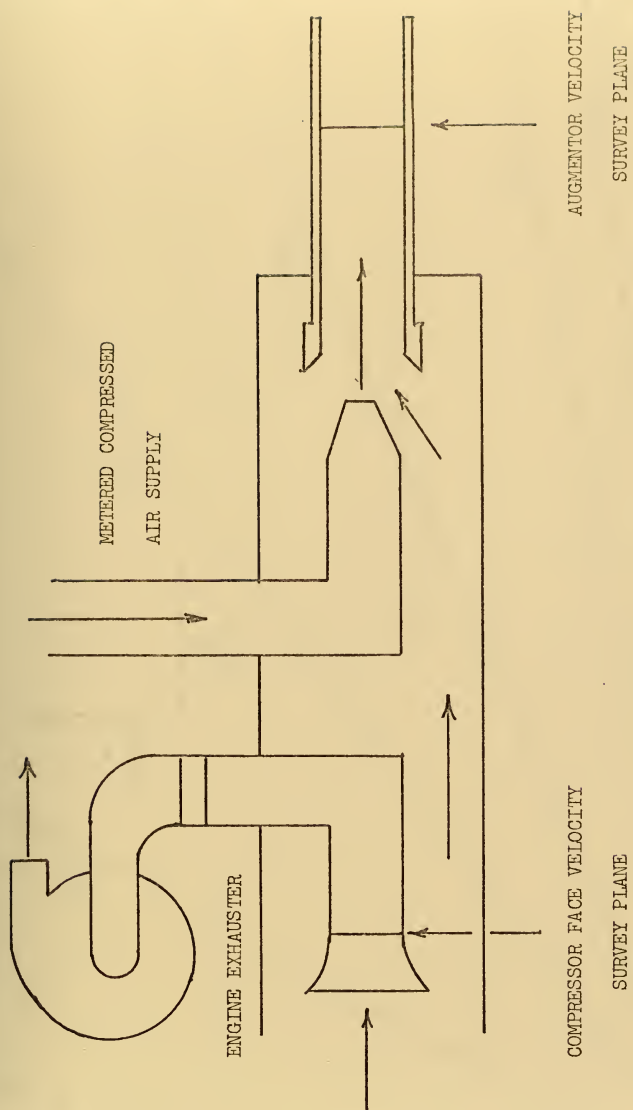 METERED COMPRESSED
AIR SUPPLY
ENGINE EXHAUSTER
AUGMENTOR VELOCITY
SURVEY PLANE
COMPRESSOR FACE VELOCITY
SURVEY PLANE